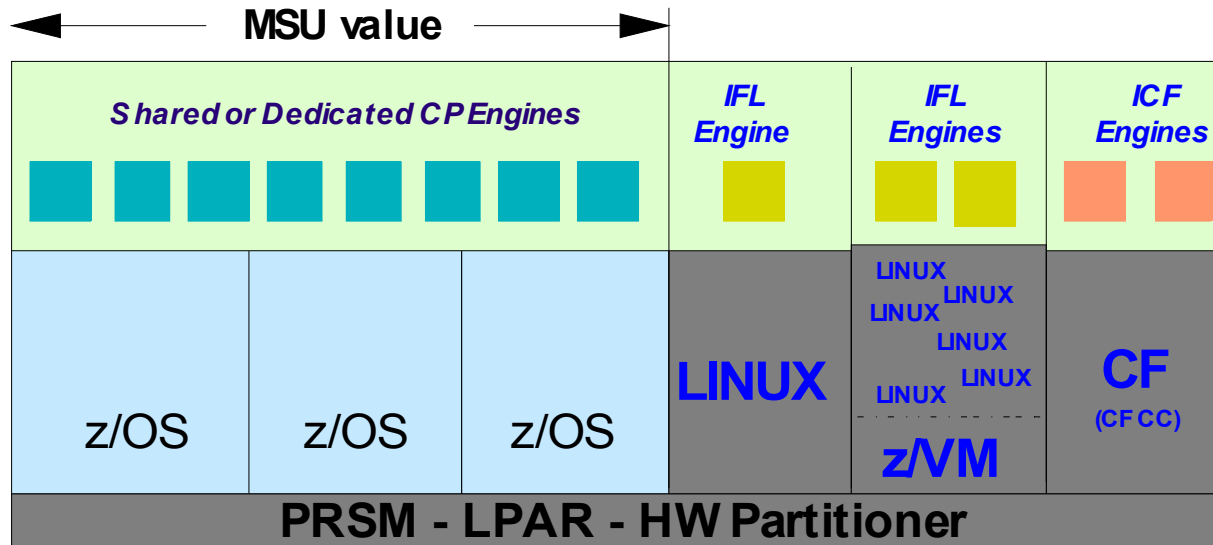 MSU value
Shared or Dedicated CP Engines
IFL
Engine
IFL
Engines
ICF
Engines
z/OS
z/OS
z/OS
LINUX
LINUX
LINUX
LINUX
LINUX
LINUX
LINUX
z/VM
CF
(CF CC)
PRSM - LPAR - HW Partitioner